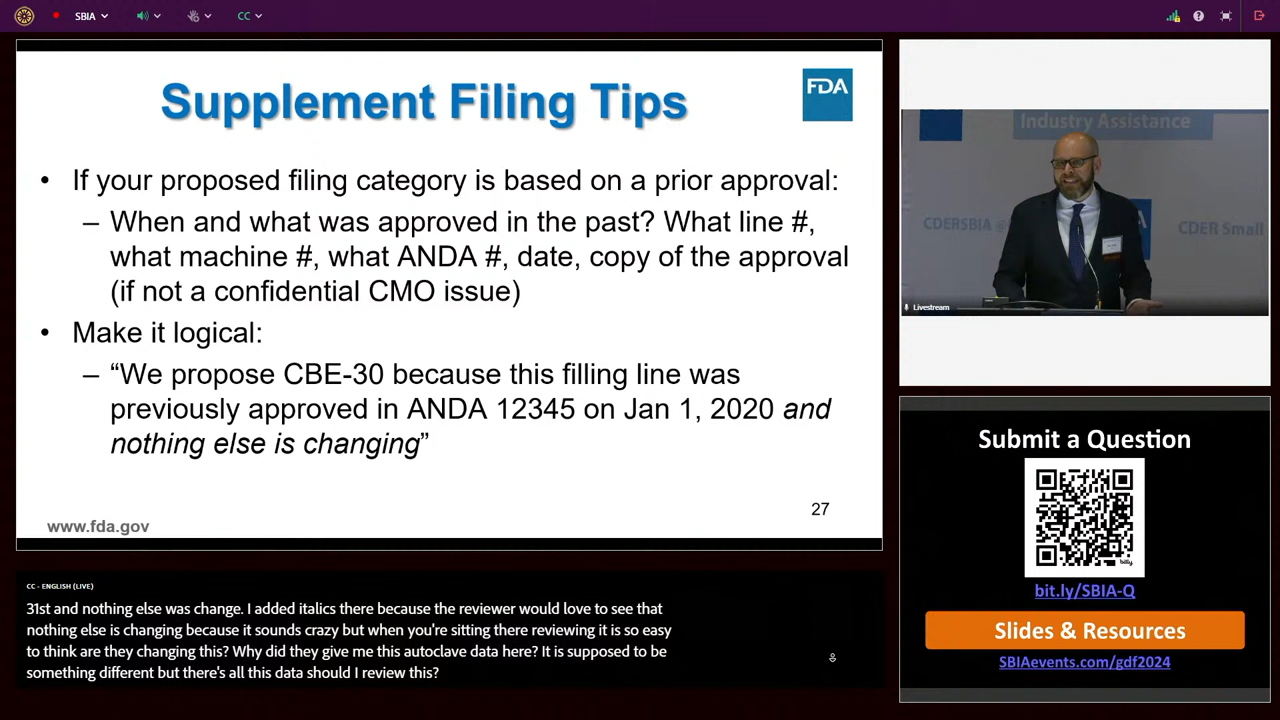 SBIA
CC
Supplement Filing Tips
FDA
• If your proposed filing category is based on a prior approval:
– When and what was approved in the past? What line #,
what machine #, what ANDA #, date, copy of the approval
(if not a confidential CMO issue)
• Make it logical:
– “We propose CBE-30 because this filling line was
previously approved in ANDA 12345 on Jan 1, 2020 and
nothing else is changing”
27
www.fda.gov
Industry Assistance
CDERSBIA @
CDER Small
Livestream
Submit a Question
bitly
bit.ly/SBIA-Q
Slides & Resources
SBIAevents.com/gdf2024
CC - ENGLISH (LIVE)
31st and nothing else was change. I added italics there because the reviewer would love to see that
nothing else is changing because it sounds crazy but when you're sitting there reviewing it is so easy
to think are they changing this? Why did they give me this autoclave data here? It is supposed to be
something different but there's all this data should I review this?